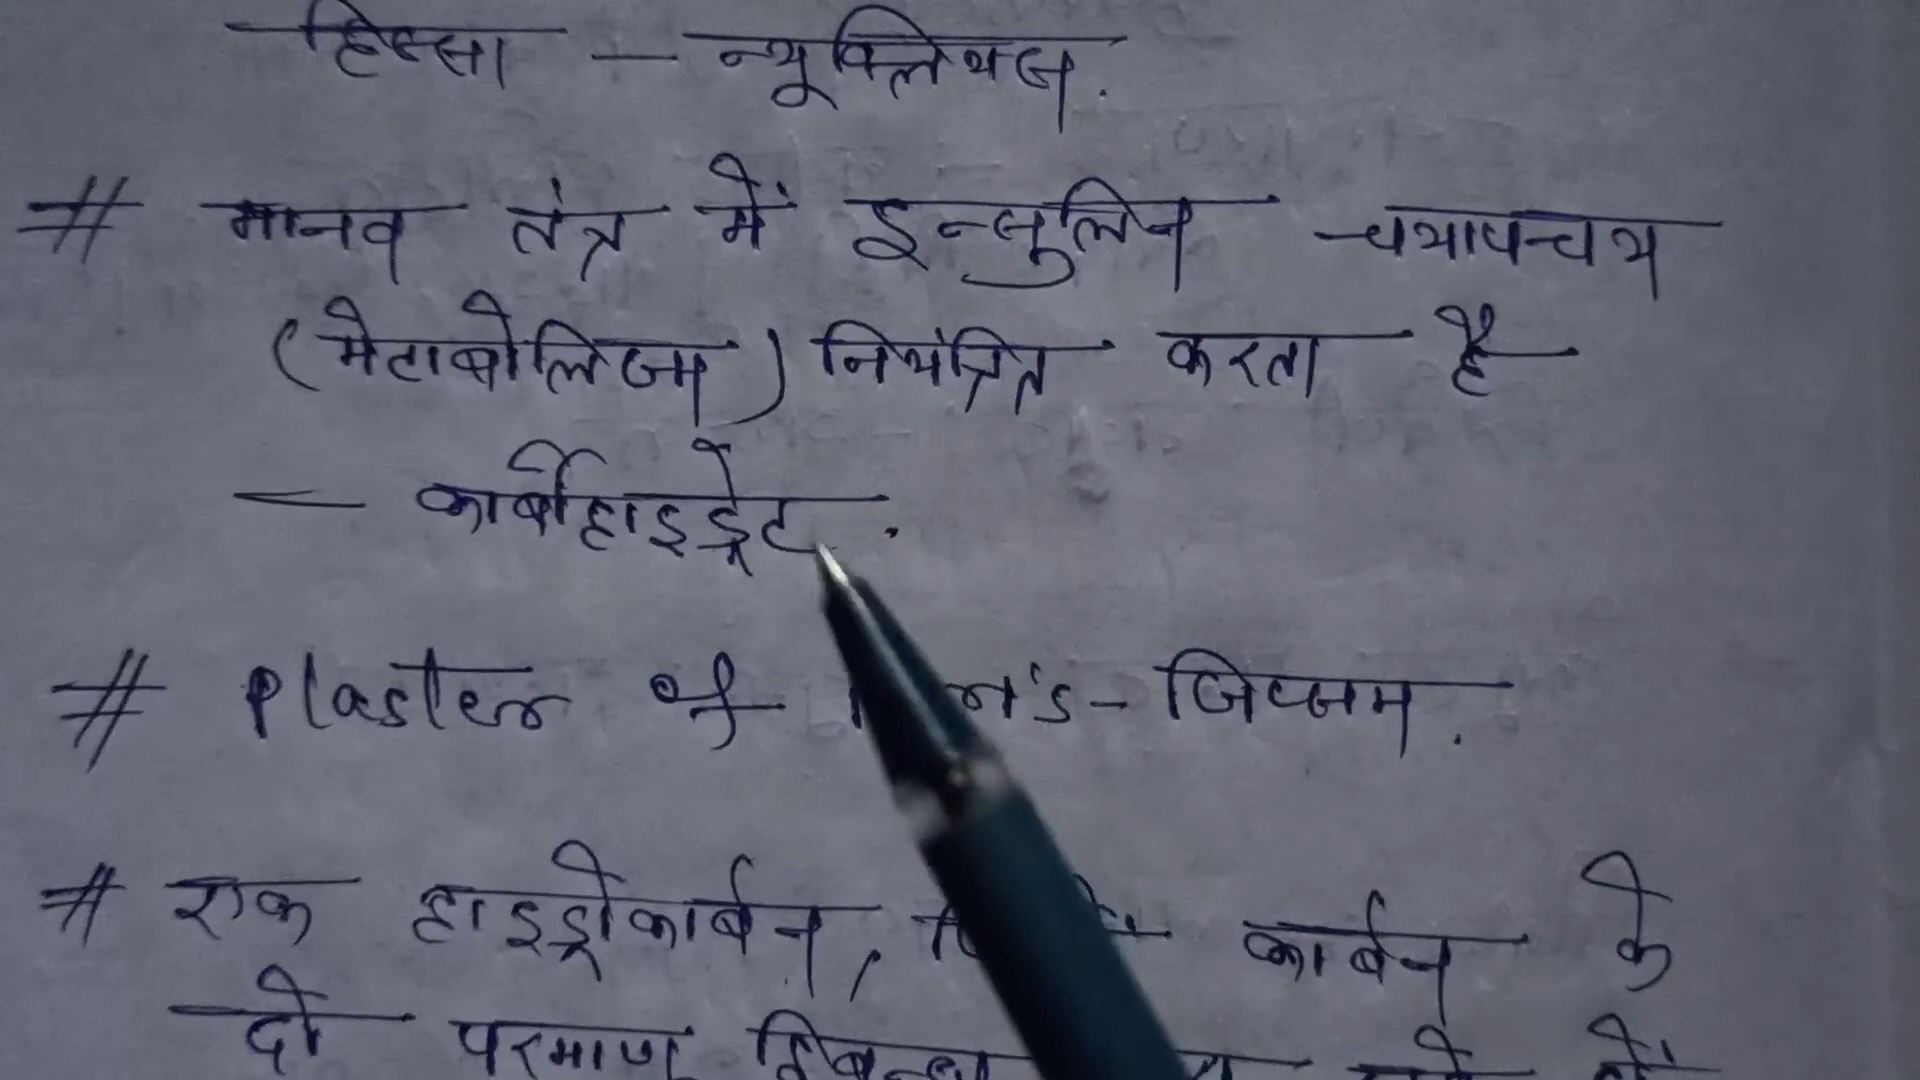 हिस्सा - न्यूक्लियस.
# मानव तंत्र में इन्सुलिन चयापचय
(मेटाबोलिज्म) नियंत्रित करता है
- कार्बोहाइड्रेट.
# Plaster of - जिप्सम.
# एक हाइड्रोकार्बन, कार्बन के
दो परमाणु